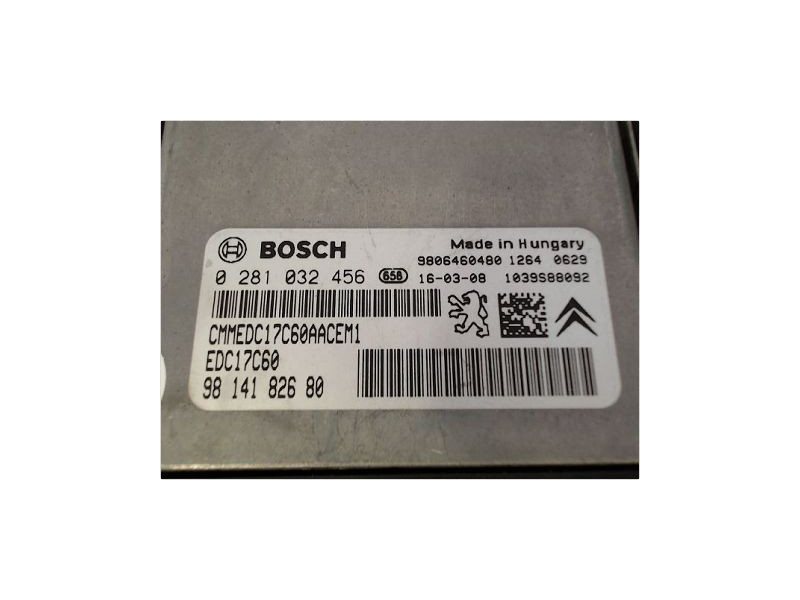 BOSCH
Made in Hungary
9806460480 1264 0629
0 281 032 456 656 16-03-08 1039S88092
CMMEDC17C60AACEM1
EDC17C60
98 141 826 80